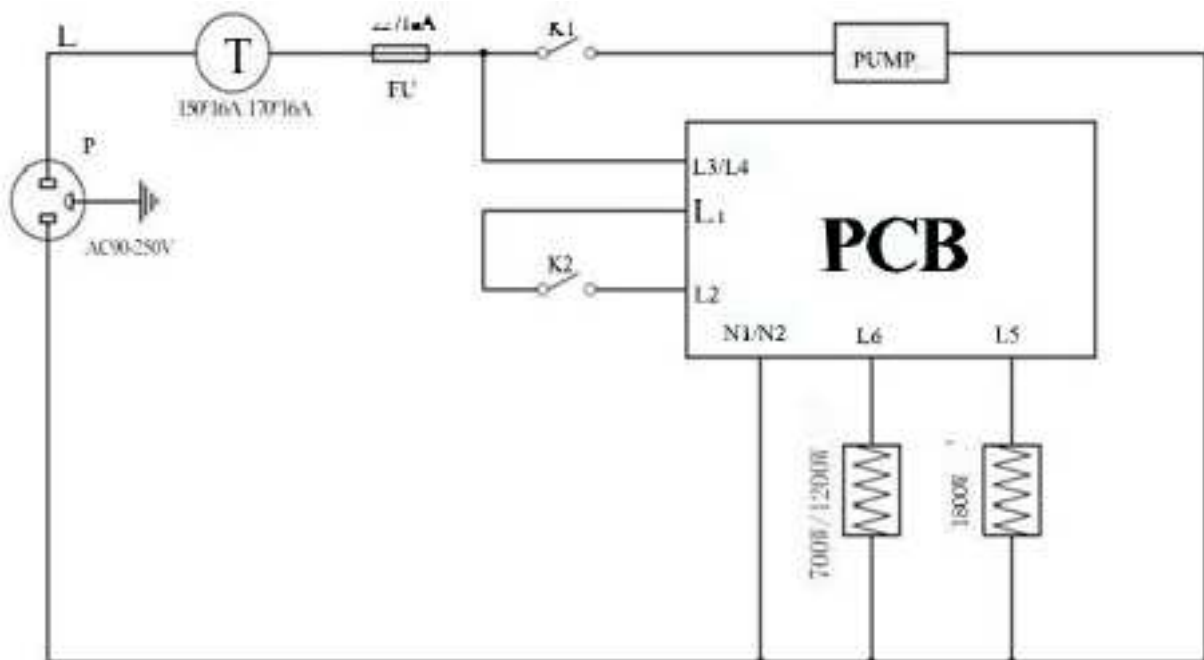 L
T
150°16A 170°16A
FU
K1
PUMP
P
AC90-250V
L3/L4
L1
K2
L2
PCB
N1/N2
L6
L5
700W/1200W
1800W